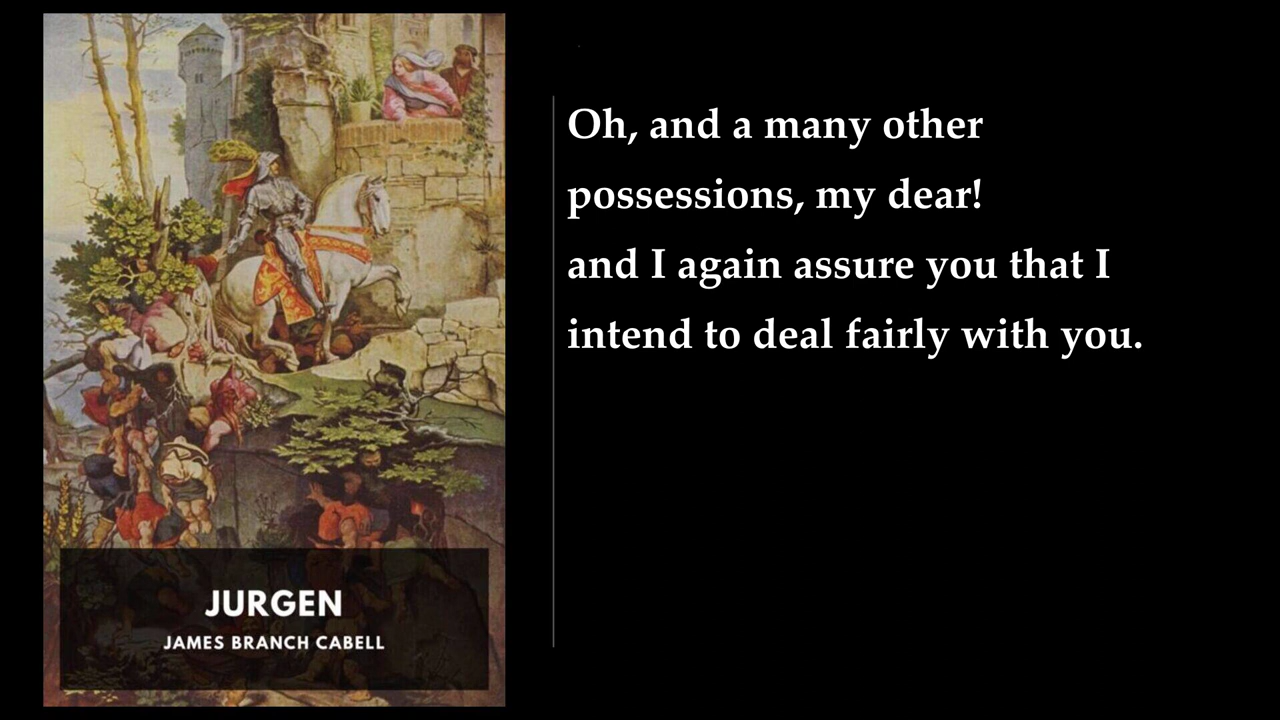 Oh, and a many other
possessions, my dear!
and I again assure you that I
intend to deal fairly with you.
JURGEN
JAMES BRANCH CABELL